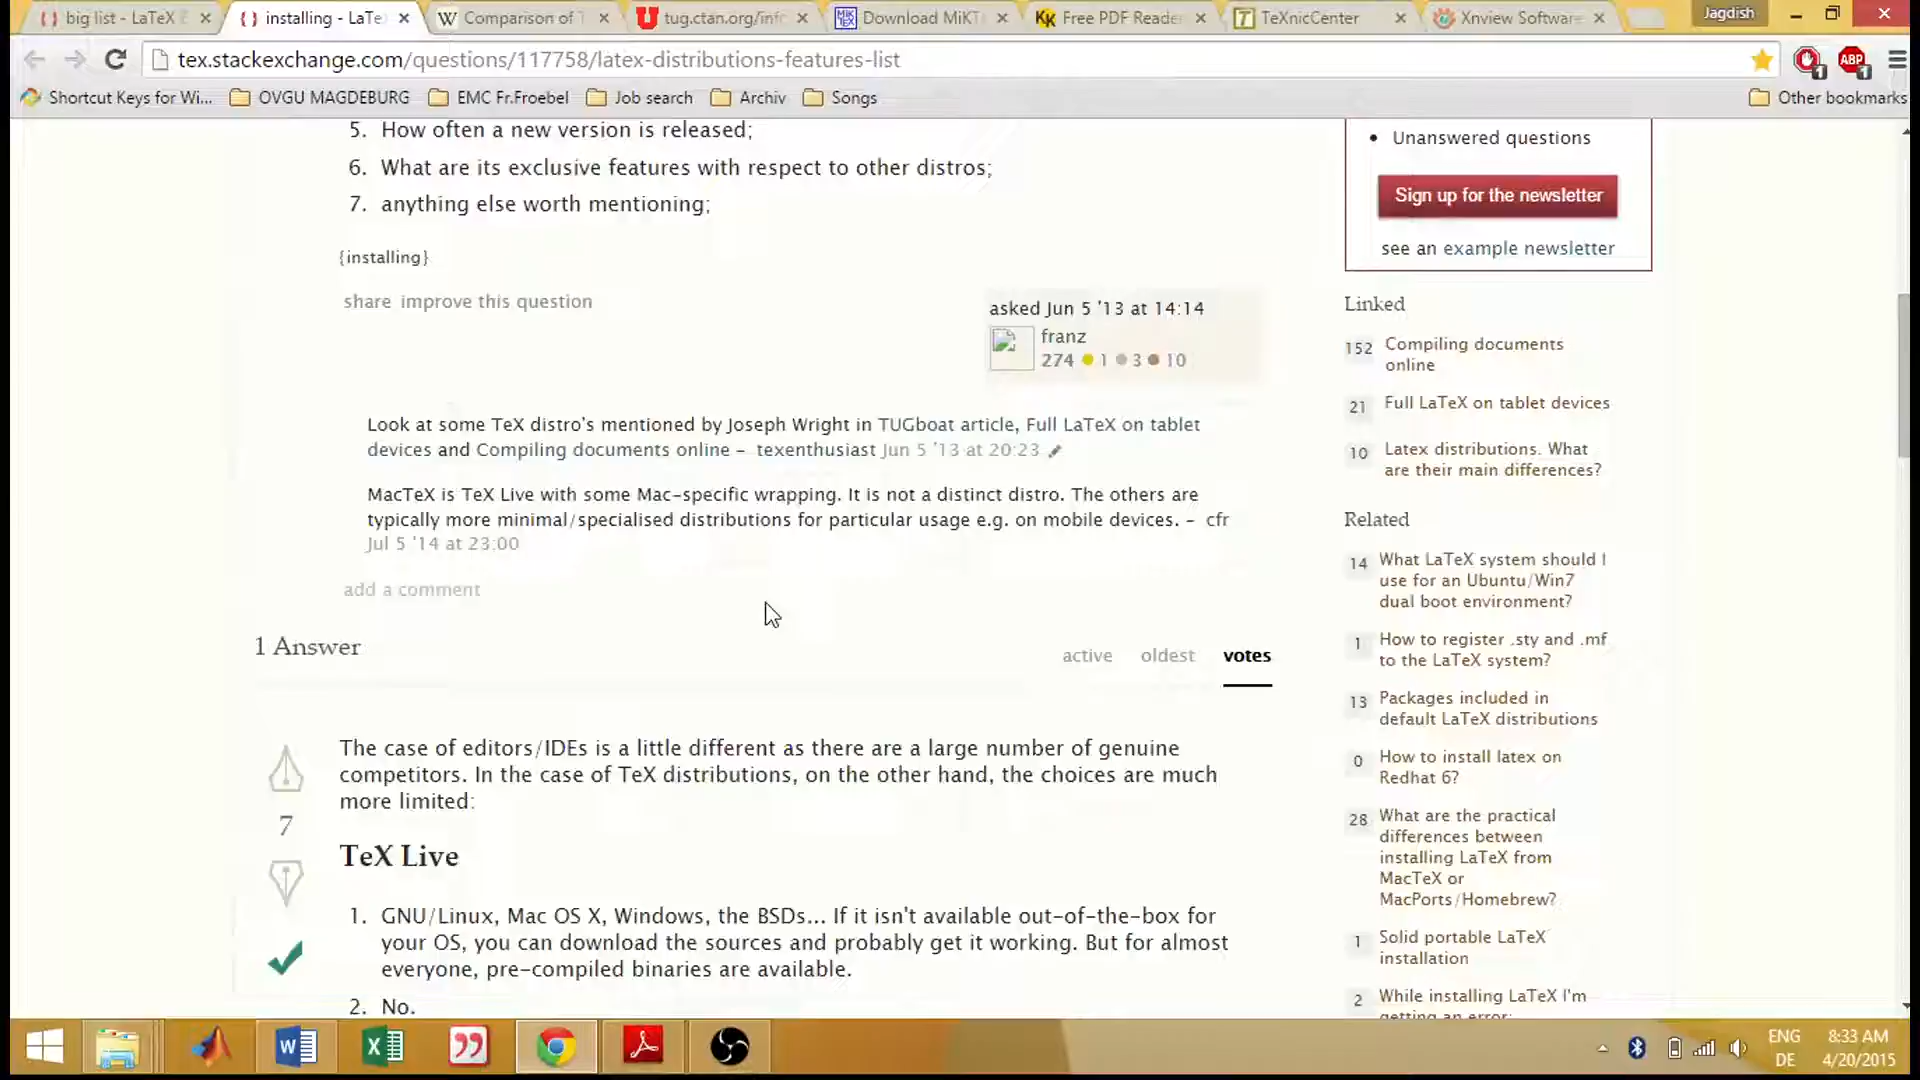 big list - LaTeX E
installing - LaTe
Comparison of T
tug.ctan.org/info
Download MiKT
Free PDF Reade
TeXnicCenter
Xnview Software
Jagdish
tex.stackexchange.com/questions/117758/latex-distributions-features-list
Shortcut Keys for Wi...
OVGU MAGDEBURG
EMC Fr.Froebel
Job search
Archiv
Songs
Other bookmarks
5. How often a new version is released;
6. What are its exclusive features with respect to other distros;
7. anything else worth mentioning;
{installing}
share improve this question
asked Jun 5 '13 at 14:14
franz
274 1 3 10
Look at some TeX distro's mentioned by Joseph Wright in TUGboat article, Full LaTeX on tablet
devices and Compiling documents online – texenthusiast Jun 5 '13 at 20:23
MacTeX is TeX Live with some Mac-specific wrapping. It is not a distinct distro. The others are
typically more minimal/specialised distributions for particular usage e.g. on mobile devices. – cfr
Jul 5 '14 at 23:00
add a comment
1 Answer
active oldest votes
7
The case of editors/IDEs is a little different as there are a large number of genuine
competitors. In the case of TeX distributions, on the other hand, the choices are much
more limited:
TeX Live
1. GNU/Linux, Mac OS X, Windows, the BSDs... If it isn't available out-of-the-box for
your OS, you can download the sources and probably get it working. But for almost
everyone, pre-compiled binaries are available.
2. No.
• Unanswered questions
Sign up for the newsletter
see an example newsletter
Linked
152 Compiling documents
online
21 Full LaTeX on tablet devices
10 Latex distributions. What
are their main differences?
Related
14 What LaTeX system should I
use for an Ubuntu/Win7
dual boot environment?
1 How to register .sty and .mf
to the LaTeX system?
13 Packages included in
default LaTeX distributions
0 How to install latex on
Redhat 6?
28 What are the practical
differences between
installing LaTeX from
MacTeX or
MacPorts/Homebrew?
1 Solid portable LaTeX
installation
2 While installing LaTeX I'm
getting an error:
ENG
DE
8:33 AM
4/20/2015